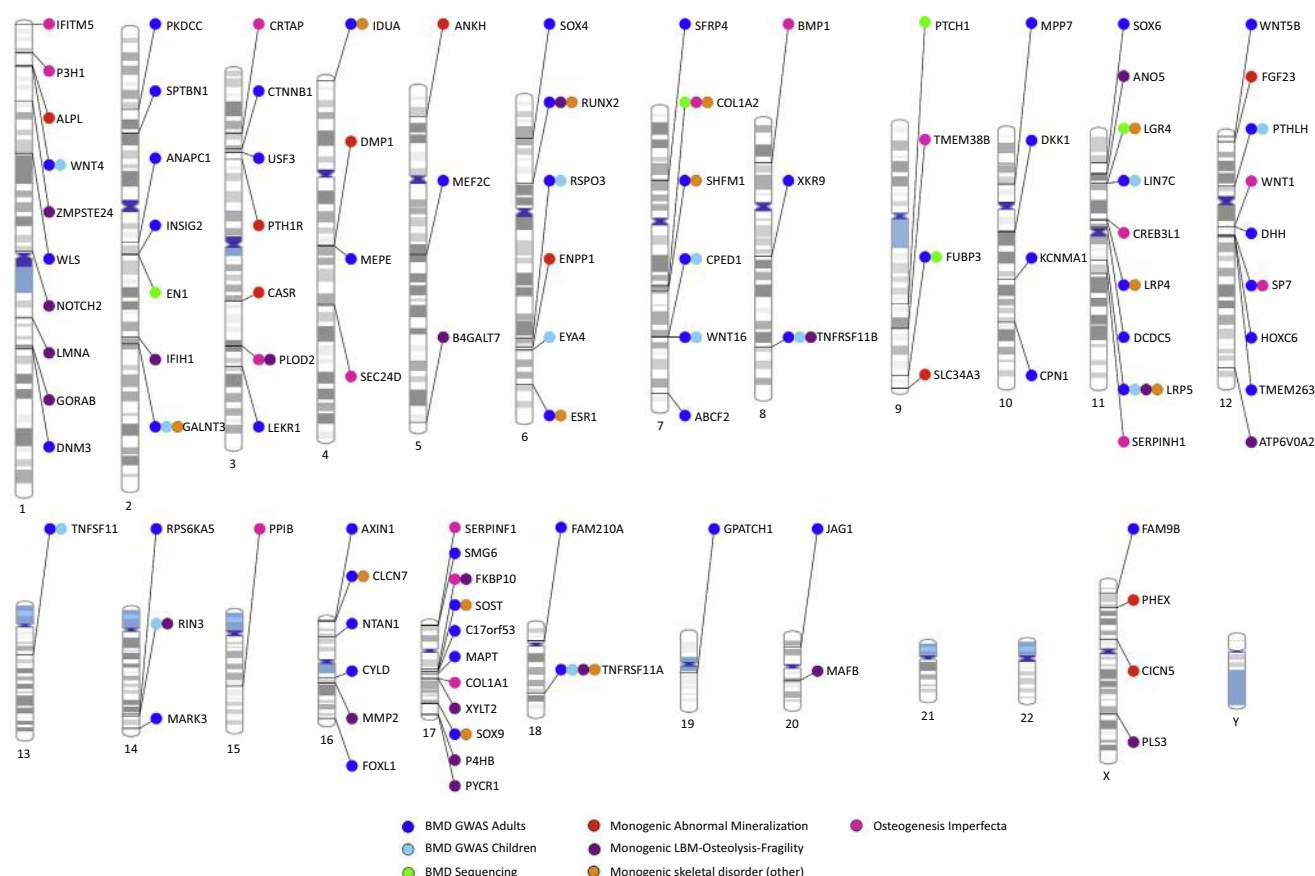 IFITM5
P3H1
ALPL
WNT4
ZMPSTE24
WLS
NOTCH2
LMNA
GORAB
DNM3
1
PKDCC
SPTBN1
ANAPC1
INSIG2
EN1
IFIH1
GALNT3
2
CRTAP
CTNNB1
USF3
PTH1R
CASR
PLOD2
LEKR1
3
IDUA
DMP1
MEPE
SEC24D
4
ANKH
MEF2C
B4GALT7
5
SOX4
RUNX2
RSPO3
ENPP1
EYA4
ESR1
6
SFRP4
COL1A2
SHFM1
CPED1
WNT16
ABCF2
7
BMP1
XKR9
TNFRSF11B
8
PTCH1
TMEM38B
FUBP3
SLC34A3
9
MPP7
DKK1
KCNMA1
CPN1
10
SOX6
ANO5
LGR4
LIN7C
CREB3L1
LRP4
DCDC5
LRP5
SERPINH1
11
WNT5B
FGF23
PTHLH
WNT1
DHH
SP7
HOXC6
TMEM263
ATP6V0A2
12
TNFSF11
13
RPS6KA5
RIN3
MARK3
14
PPIB
15
AXIN1
CLCN7
NTAN1
CYLD
MMP2
FOXL1
16
SERPINF1
SMG6
FKBP10
SOST
C17orf53
MAPT
COL1A1
XYLT2
SOX9
P4HB
PYCR1
17
FAM210A
TNFRSF11A
18
GPATCH1
19
JAG1
MAFB
20
21
22
FAM9B
PHEX
CICN5
PLS3
X
Y
BMD GWAS Adults
BMD GWAS Children
BMD Sequencing
Monogenic Abnormal Mineralization
Monogenic LBM-Osteolysis-Fragility
Monogenic skeletal disorder (other)
Osteogenesis Imperfecta